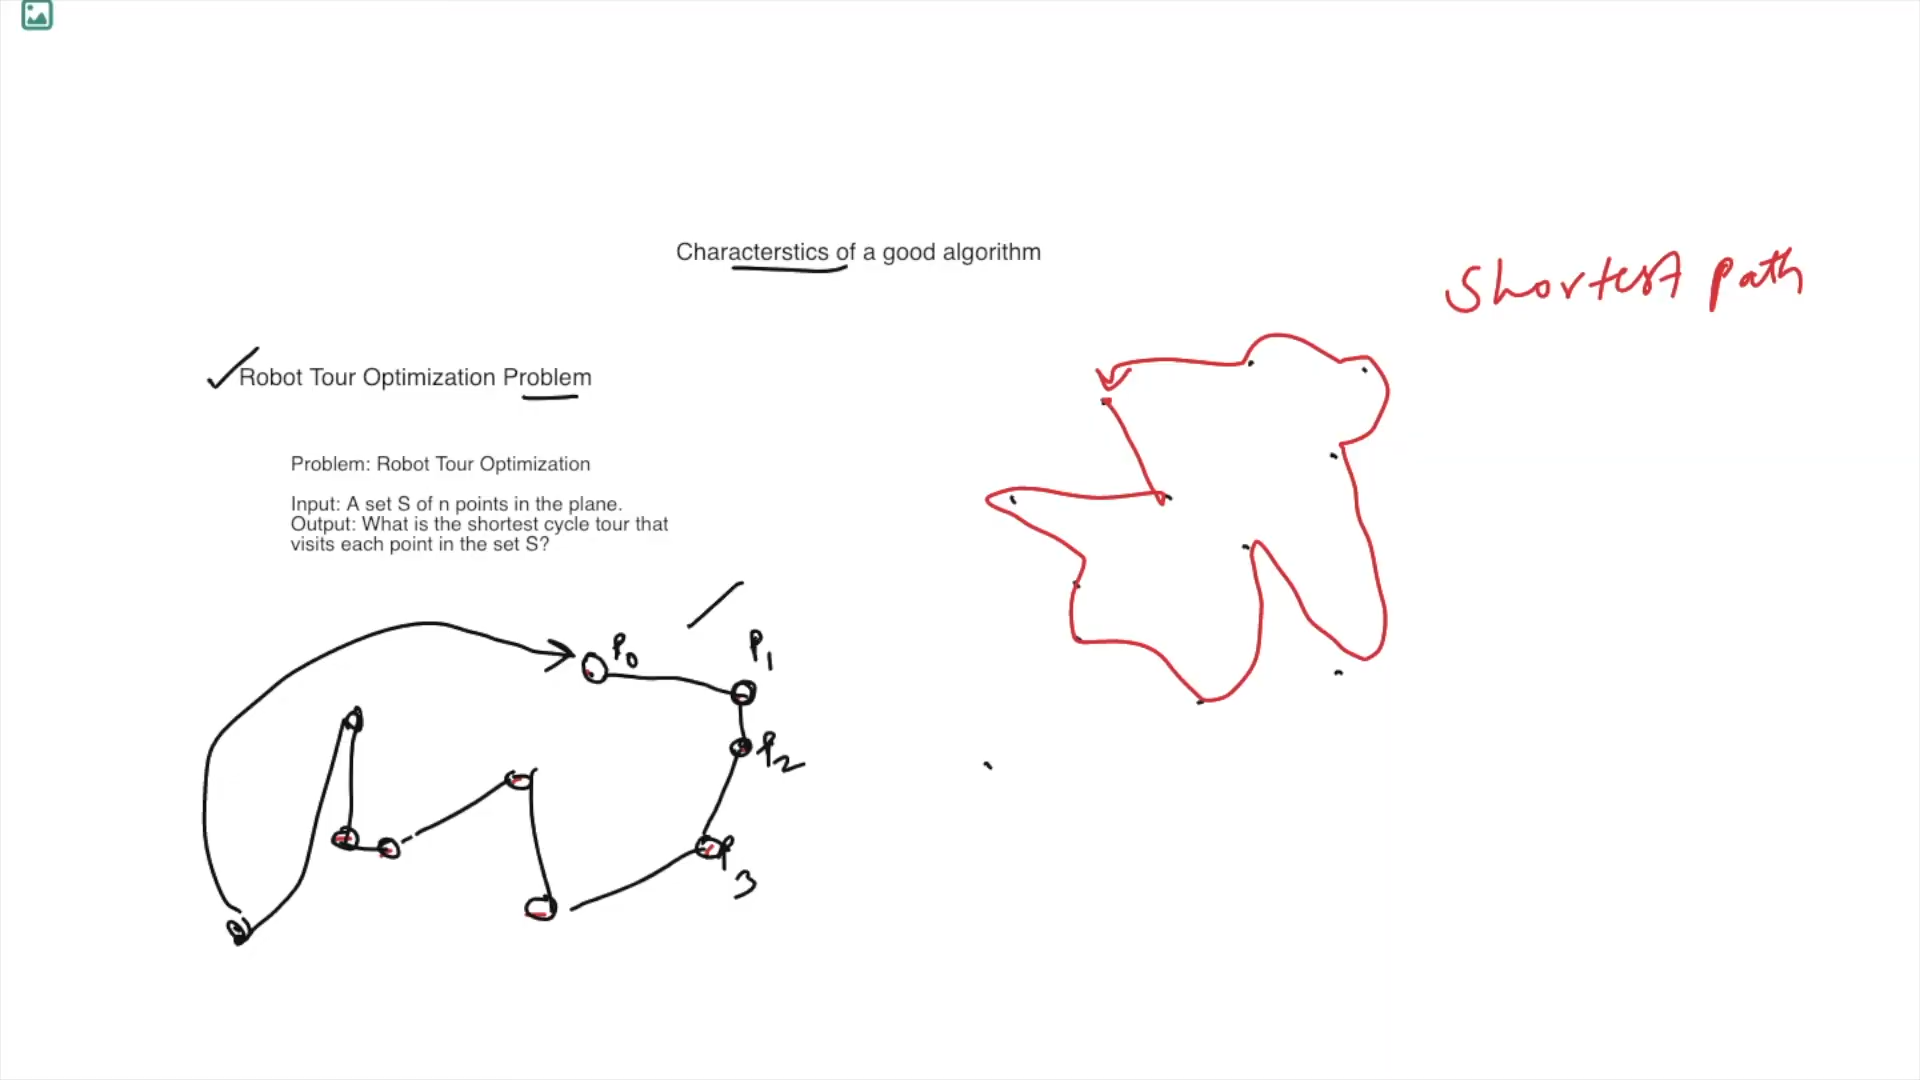 Characterstics of a good algorithm
Shortest path
Robot Tour Optimization Problem
Problem: Robot Tour Optimization
Input: A set S of n points in the plane.
Output: What is the shortest cycle tour that
visits each point in the set S?
P0
P1
P2
P3